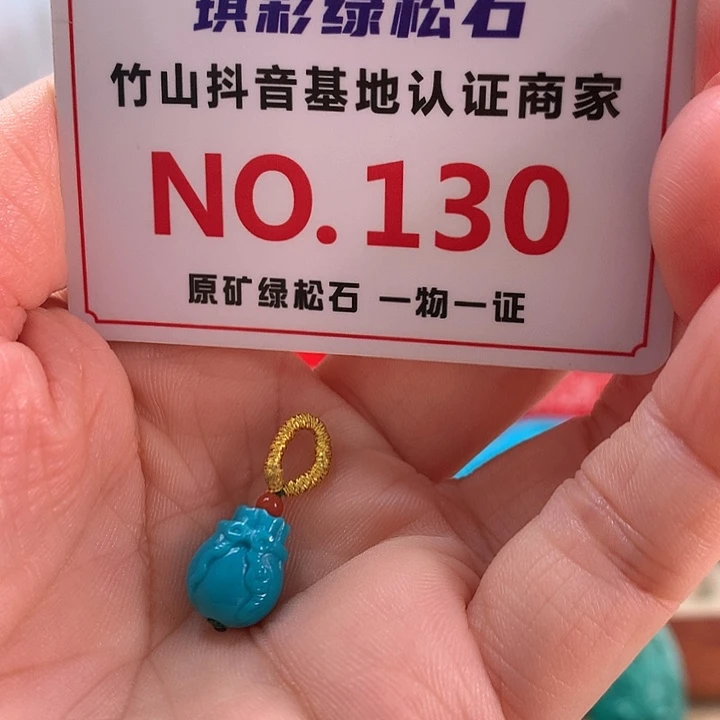 琪彩绿松石
竹山抖音基地认证商家
NO.130
原矿绿松石 一物一证